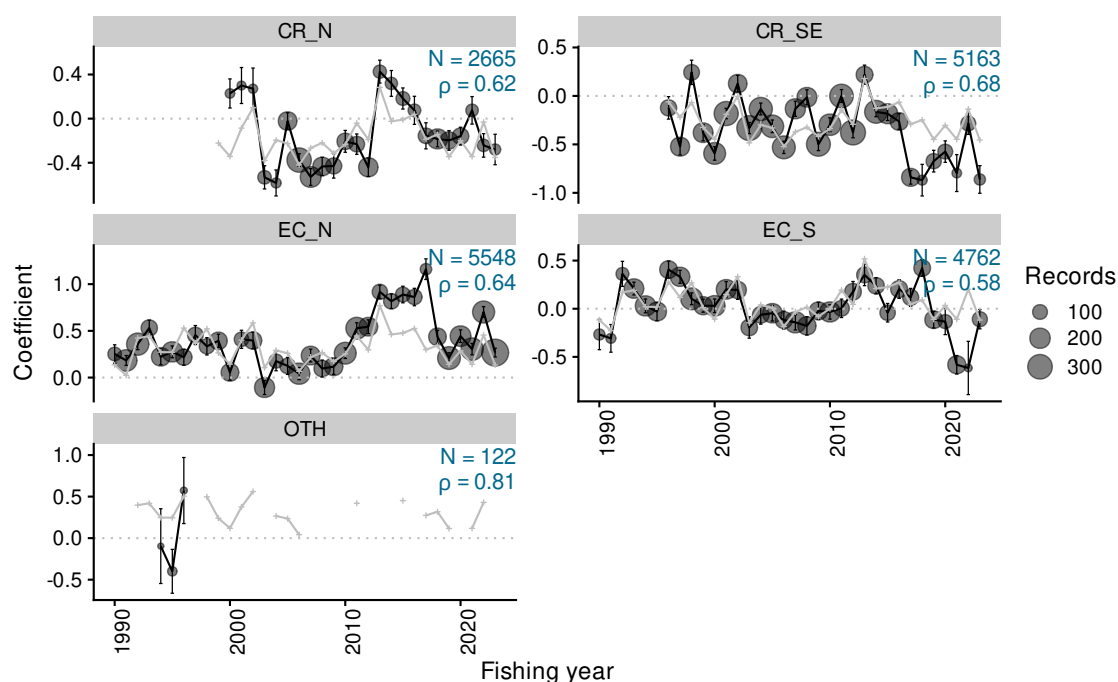 CR_N
N = 2665
ρ = 0.62
0.4
0.0
-0.4
CR_SE
N = 5163
ρ = 0.68
0.5
0.0
-0.5
-1.0
EC_N
N = 5548
ρ = 0.64
1.0
0.5
0.0
EC_S
N = 4762
ρ = 0.58
0.5
0.0
-0.5
1990
2000
2010
2020
OTH
N = 122
ρ = 0.81
1.0
0.5
0.0
-0.5
1990
2000
2010
2020
Coefficient
Fishing year
Records
100
200
300